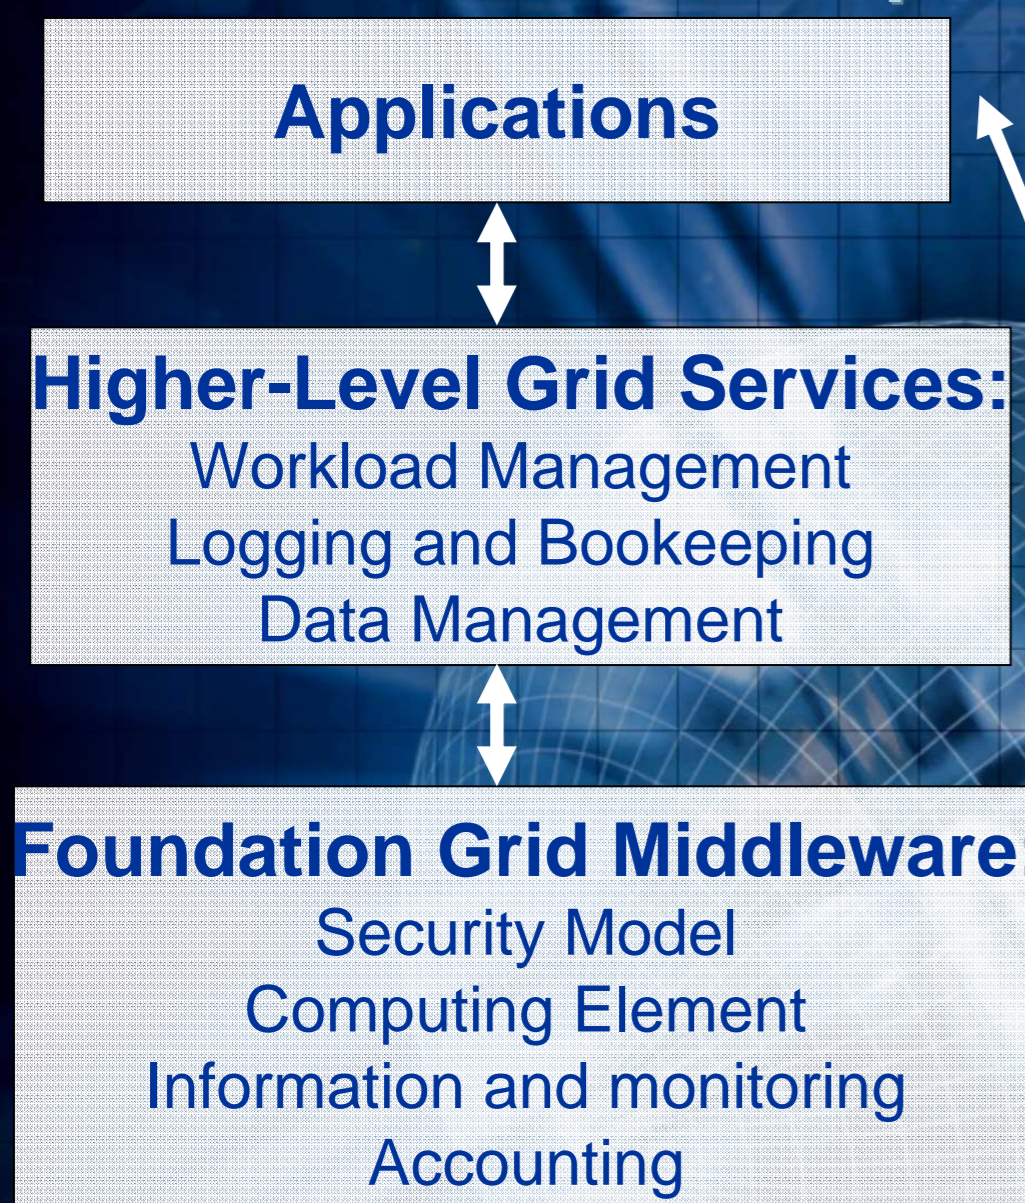 Applications
Higher-Level Grid Services:
Workload Management
Logging and Bookeeping
Data Management
Foundation Grid Middleware:
Security Model
Computing Element
Information and monitoring
Accounting